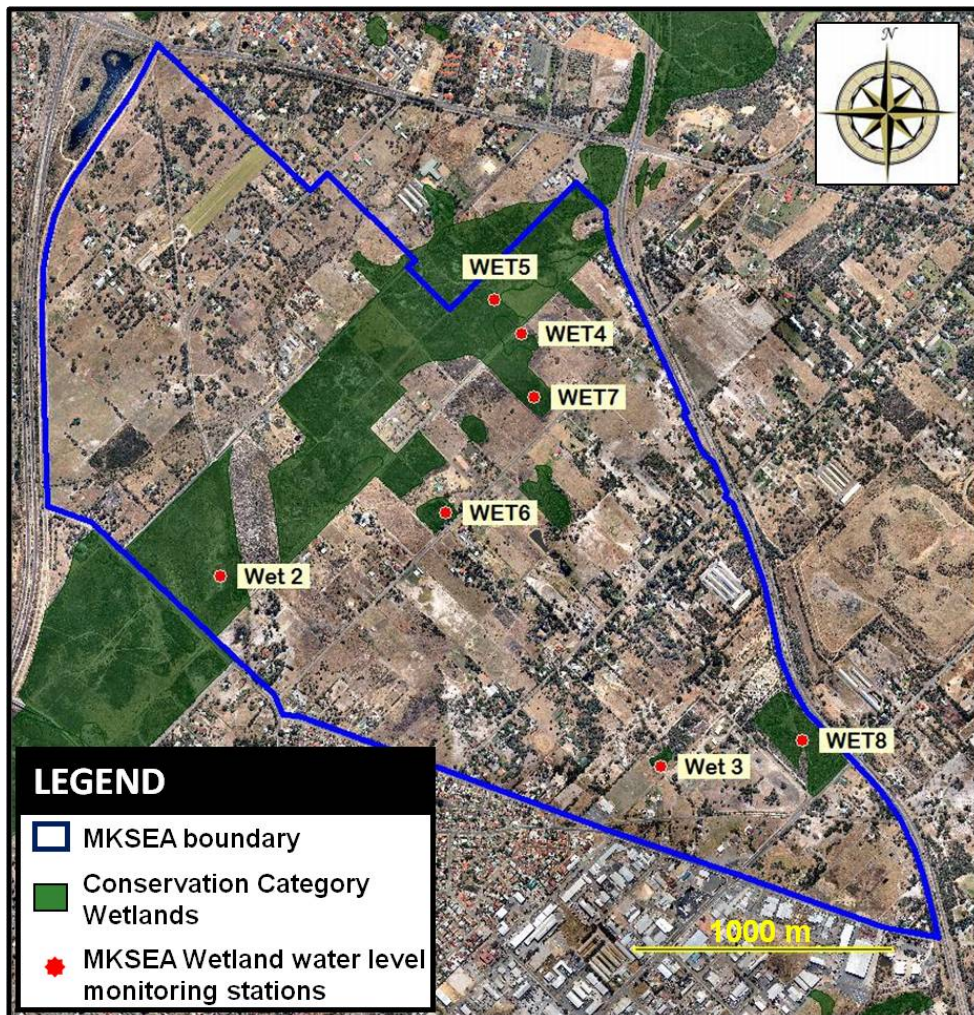 N
WET5
WET4
WET7
WET6
Wet 2
WET8
Wet 3
LEGEND
MKSEA boundary
Conservation Category
Wetlands
MKSEA Wetland water level
monitoring stations
1000 m